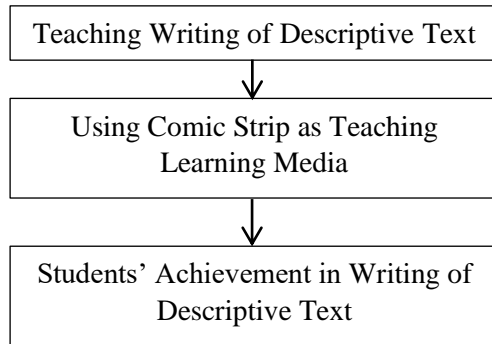 Teaching Writing of Descriptive Text
Using Comic Strip as Teaching
Learning Media
Students’ Achievement in Writing of
Descriptive Text